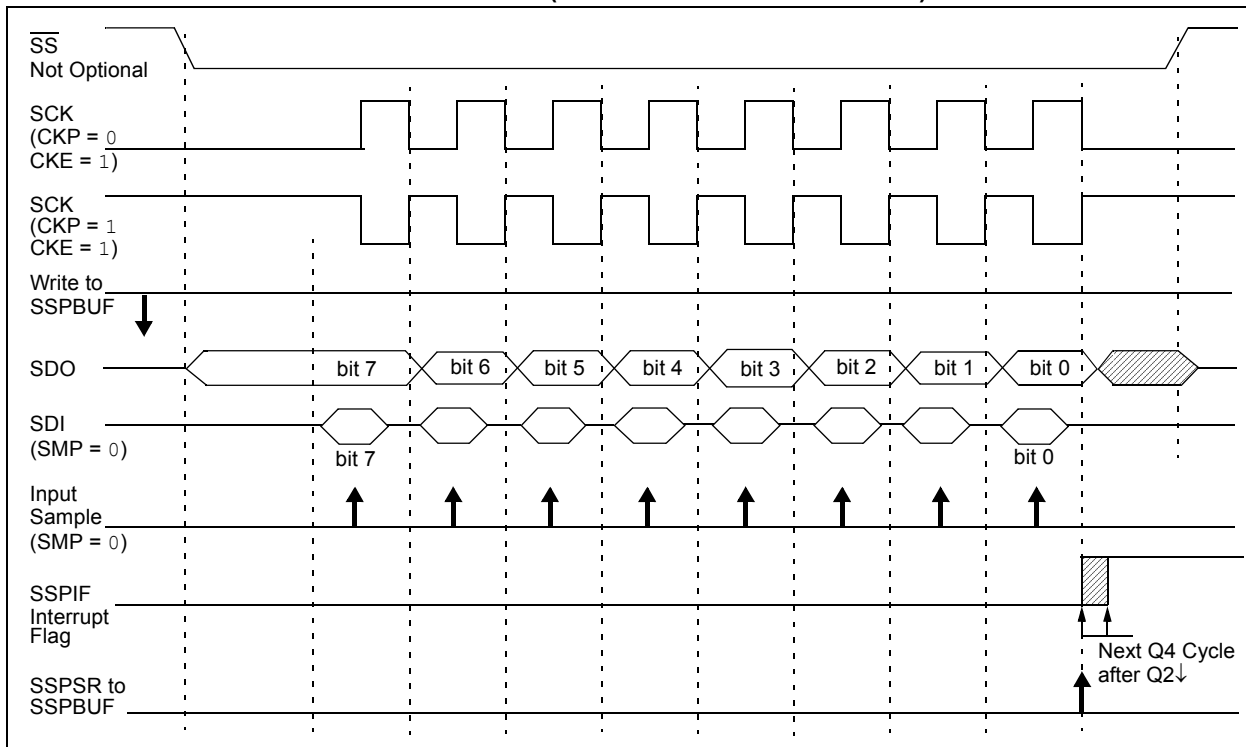 SS
Not Optional
SCK
(CKP = 0
CKE = 1)
SCK
(CKP = 1
CKE = 1)
Write to
SSPBUF
SDO
bit 7 bit 6 bit 5 bit 4 bit 3 bit 2 bit 1 bit 0
SDI
(SMP = 0)
bit 7 bit 0
Input
Sample
(SMP = 0)
SSPIF
Interrupt
Flag
Next Q4 Cycle
after Q2↓
SSPSR to
SSPBUF